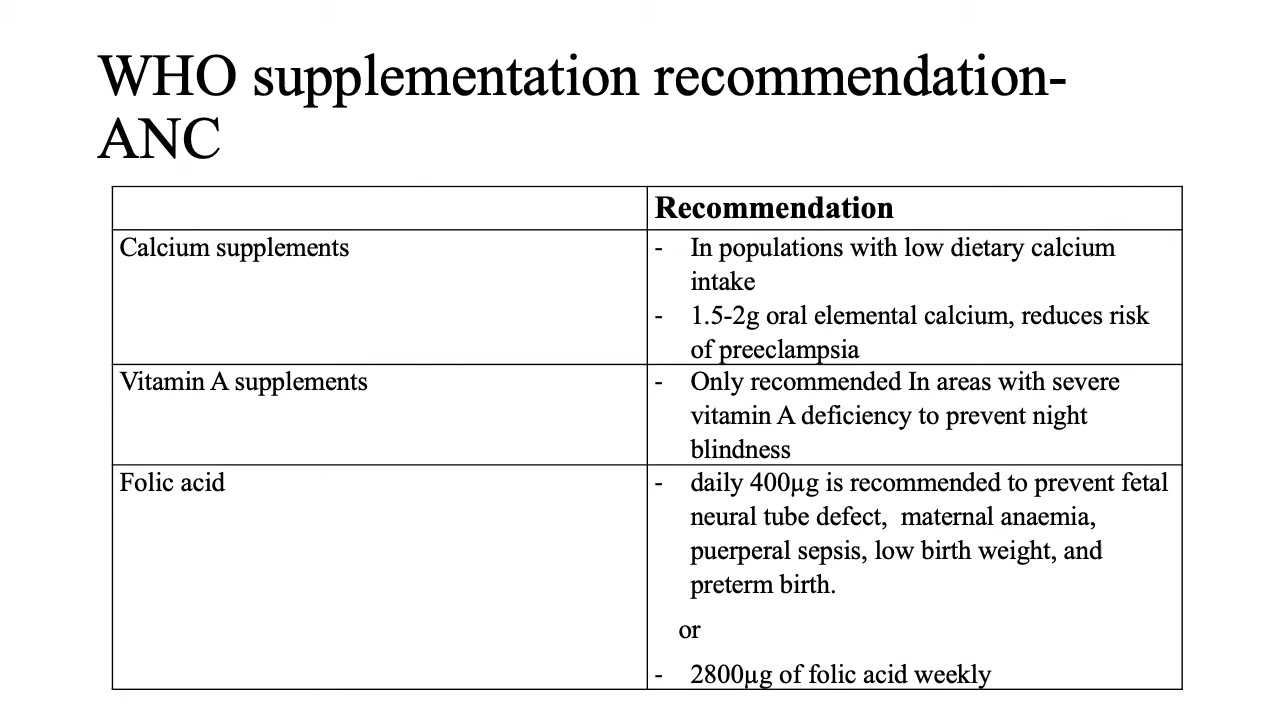 WHO supplementation recommendation-
ANC
Recommendation
Calcium supplements
- In populations with low dietary calcium
intake
- 1.5-2g oral elemental calcium, reduces risk
of preeclampsia
Vitamin A supplements
- Only recommended In areas with severe
vitamin A deficiency to prevent night
blindness
Folic acid
- daily 400µg is recommended to prevent fetal
neural tube defect,  maternal anaemia,
puerperal sepsis, low birth weight, and
preterm birth.
or
- 2800µg of folic acid weekly